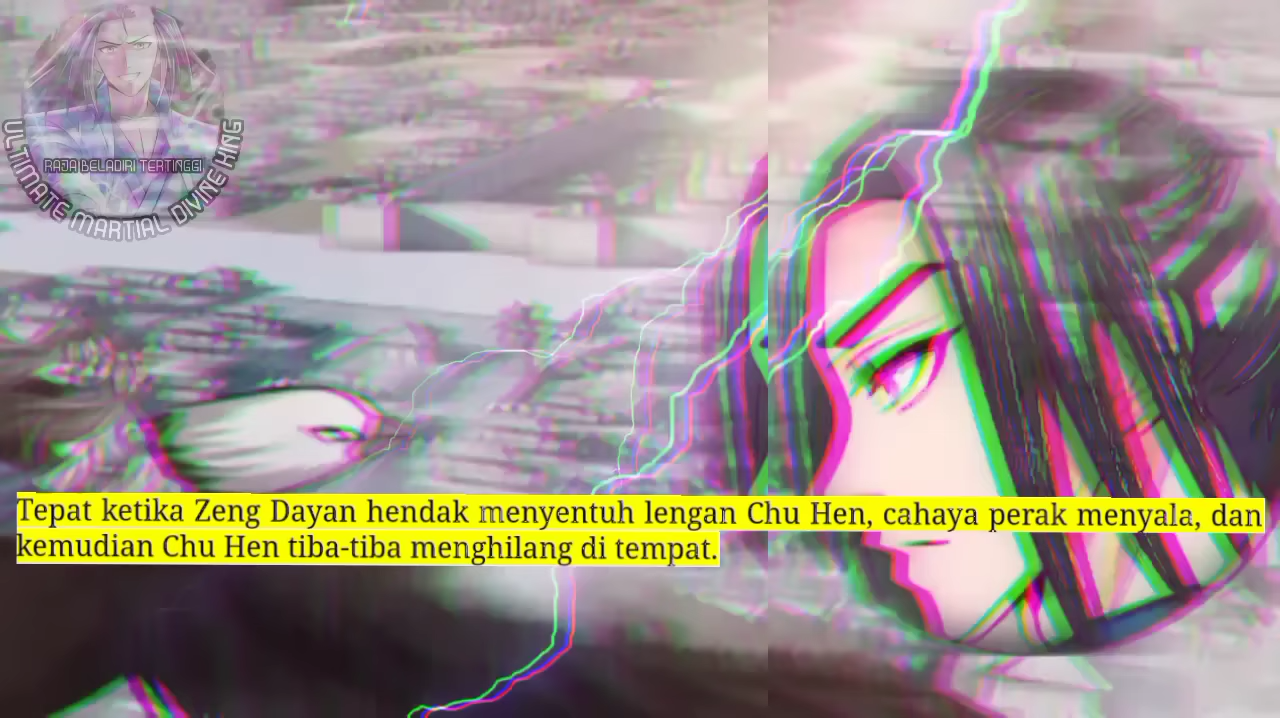 RAJA BELADIRI TERTINGGI
ULTIMATE MARTIAL DIVINE KING
Tepat ketika Zeng Dayan hendak menyentuh lengan Chu Hen, cahaya perak menyala, dan
kemudian Chu Hen tiba-tiba menghilang di tempat.